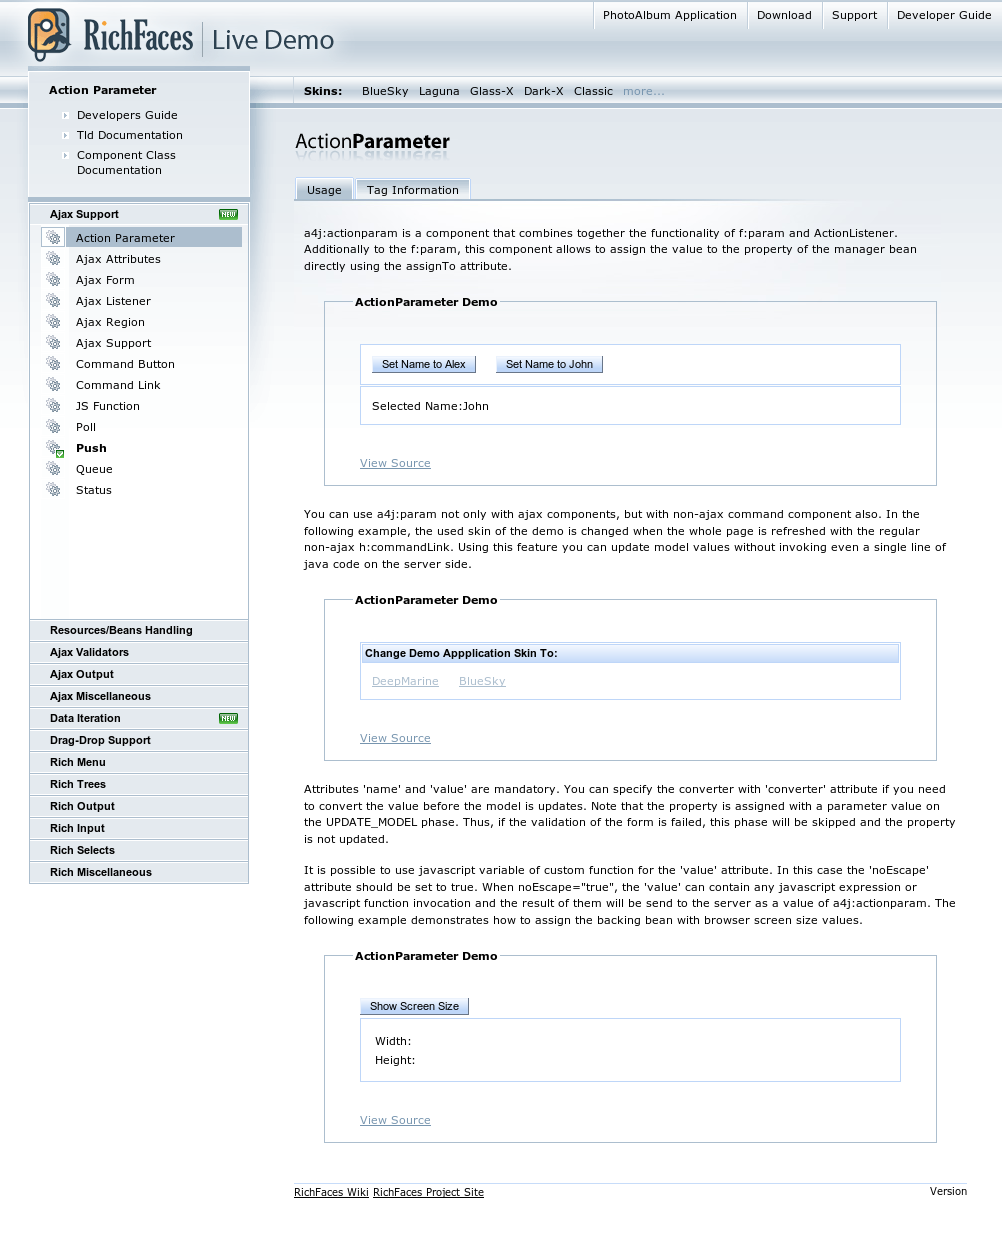 PhotoAlbum Application Download Support Developer Guide
RichFaces Live Demo
Skins: BlueSky Laguna Glass-X Dark-X Classic more...
Action Parameter
Developers Guide
Tld Documentation
Component Class
Documentation
Ajax Support NEW
Action Parameter
Ajax Attributes
Ajax Form
Ajax Listener
Ajax Region
Ajax Support
Command Button
Command Link
JS Function
Poll
Push
Queue
Status
Resources/Beans Handling
Ajax Validators
Ajax Output
Ajax Miscellaneous
Data Iteration NEW
Drag-Drop Support
Rich Menu
Rich Trees
Rich Output
Rich Input
Rich Selects
Rich Miscellaneous
ActionParameter
Usage Tag Information
a4j:actionparam is a component that combines together the functionality of f:param and ActionListener.
Additionally to the f:param, this component allows to assign the value to the property of the manager bean
directly using the assignTo attribute.
ActionParameter Demo
Set Name to Alex Set Name to John
Selected Name:John
View Source
You can use a4j:param not only with ajax components, but with non-ajax command component also. In the
following example, the used skin of the demo is changed when the whole page is refreshed with the regular
non-ajax h:commandLink. Using this feature you can update model values without invoking even a single line of
java code on the server side.
ActionParameter Demo
Change Demo Appplication Skin To:
DeepMarine BlueSky
View Source
Attributes 'name' and 'value' are mandatory. You can specify the converter with 'converter' attribute if you need
to convert the value before the model is updates. Note that the property is assigned with a parameter value on
the UPDATE_MODEL phase. Thus, if the validation of the form is failed, this phase will be skipped and the property
is not updated.
It is possible to use javascript variable of custom function for the 'value' attribute. In this case the 'noEscape'
attribute should be set to true. When noEscape="true", the 'value' can contain any javascript expression or
javascript function invocation and the result of them will be send to the server as a value of a4j:actionparam. The
following example demonstrates how to assign the backing bean with browser screen size values.
ActionParameter Demo
Show Screen Size
Width:
Height:
View Source
RichFaces Wiki RichFaces Project Site Version